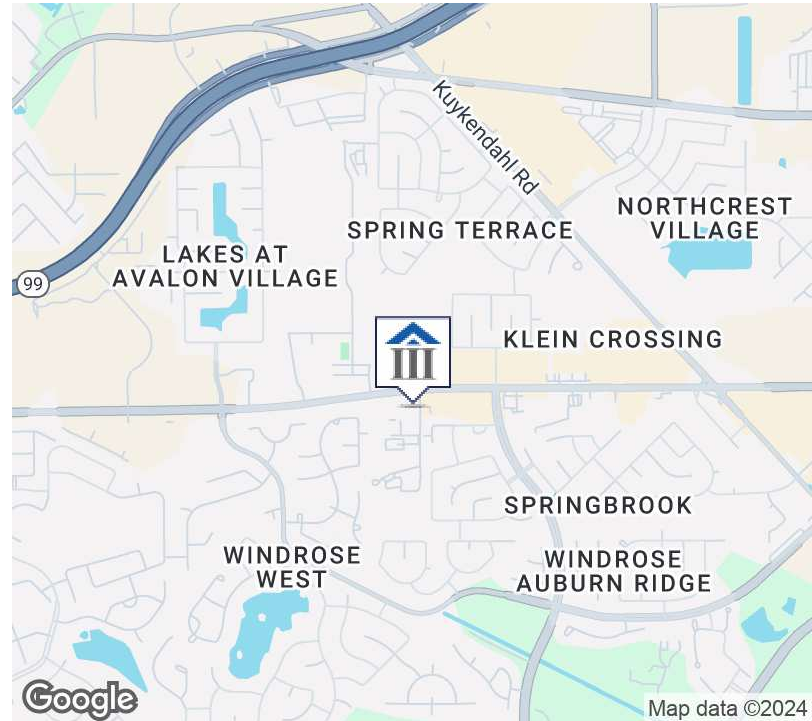 Kuykendahl Rd
NORTHCREST
VILLAGE
SPRING TERRACE
LAKES AT
AVALON VILLAGE
99
KLEIN CROSSING
SPRINGBROOK
WINDROSE
WEST
WINDROSE
AUBURN RIDGE
Google
Map data ©2024